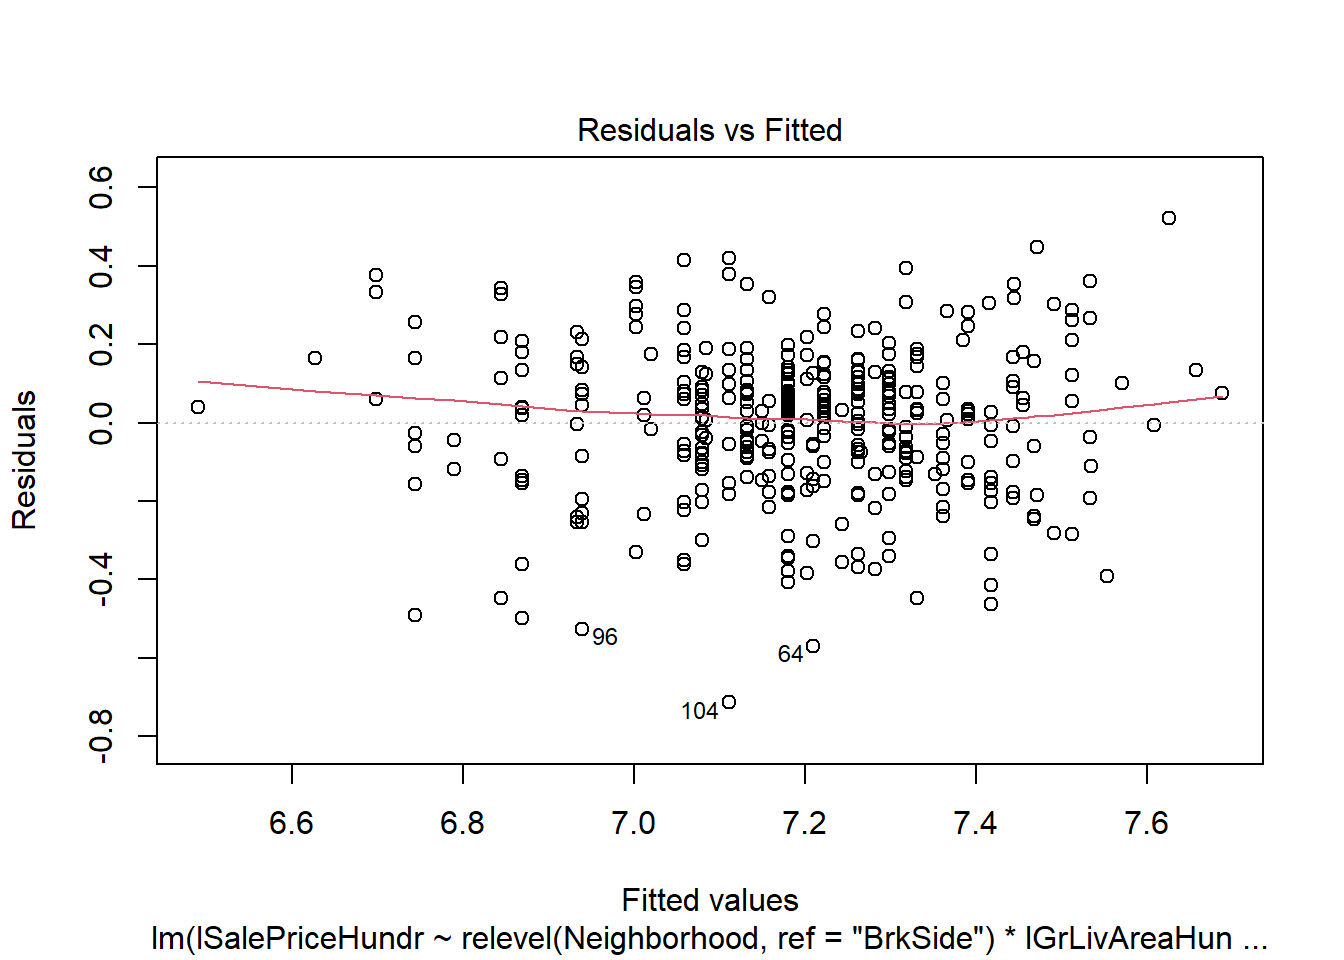 Residuals vs Fitted
Residuals
0.6
0.4
0.2
0.0
-0.4
-0.8
96
64
104
6.6 6.8 7.0 7.2 7.4 7.6
Fitted values
lm(lSalePriceHundr ~ relevel(Neighborhood, ref = "BrkSide") * lGrLivAreaHun ...